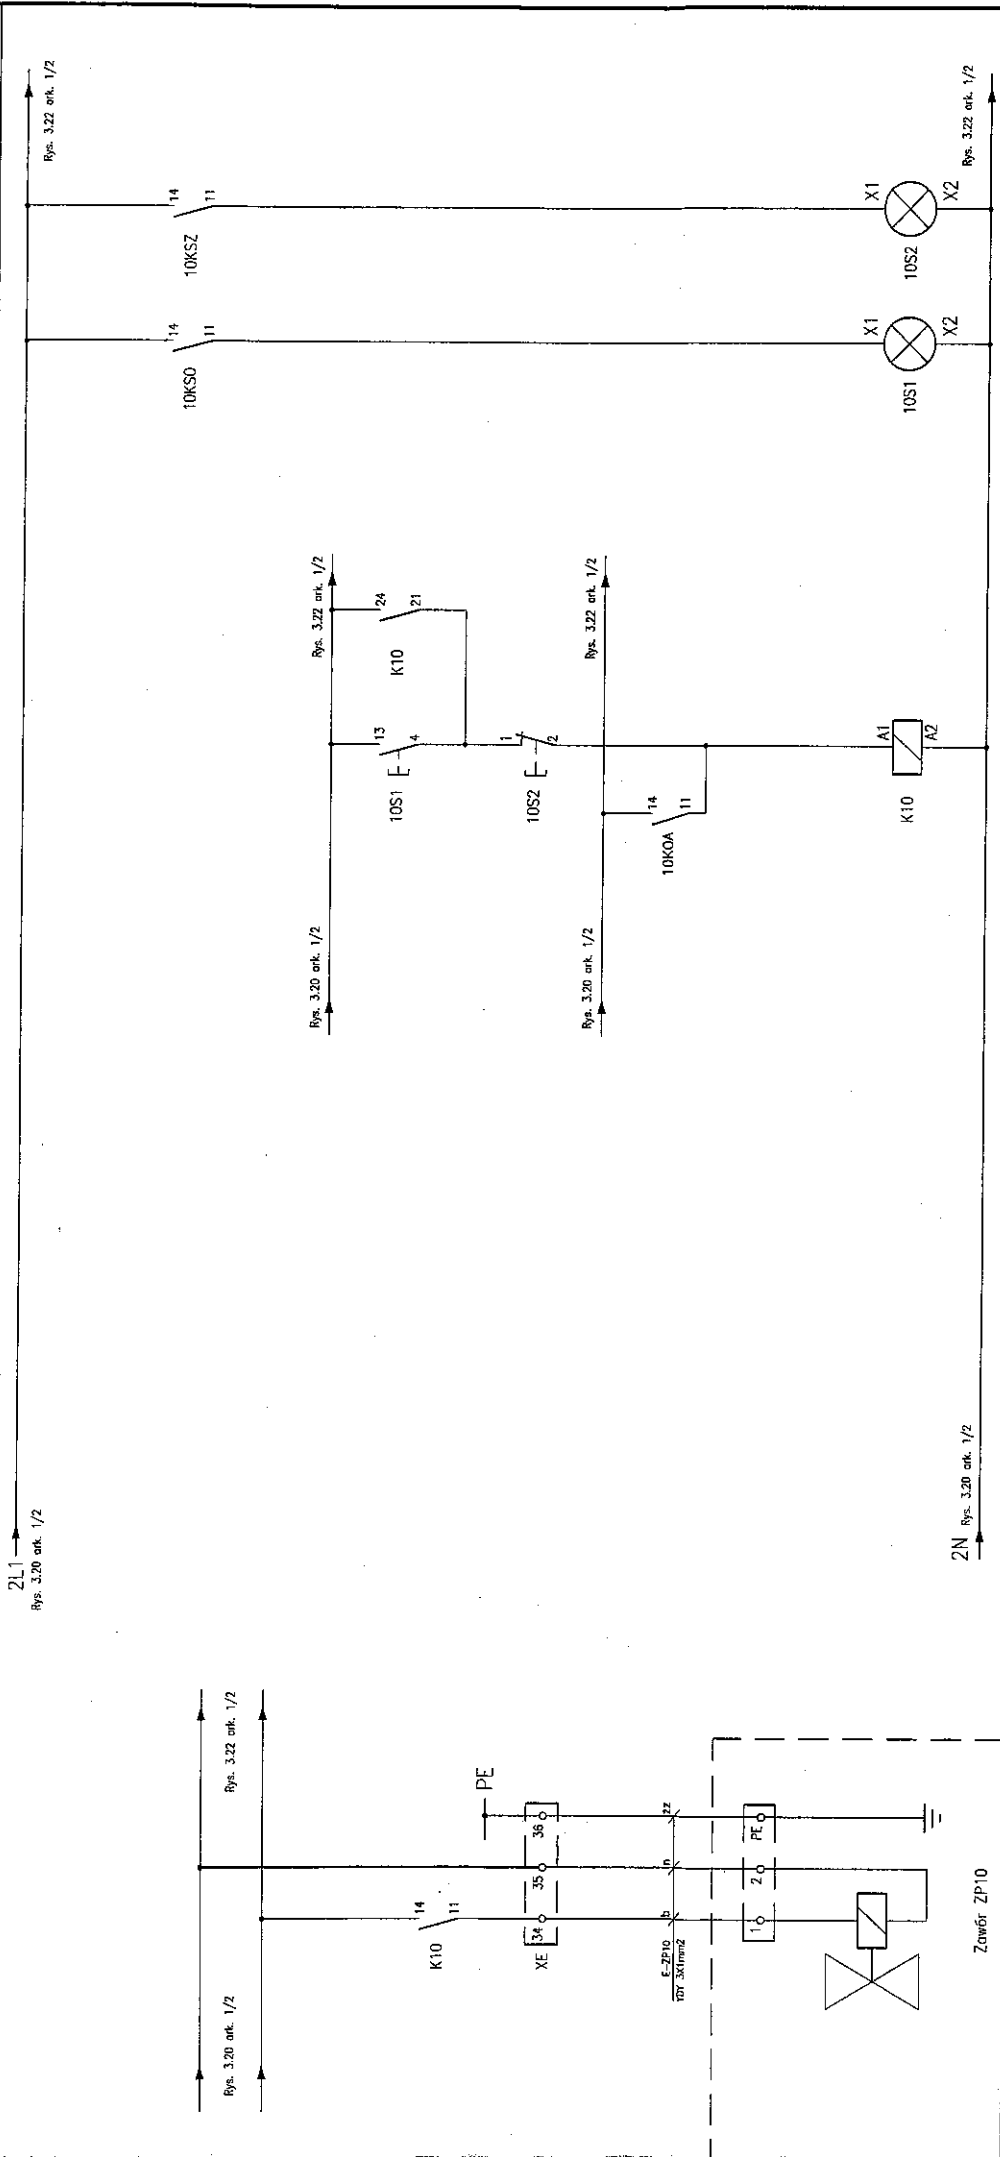 2L1
Rys. 3.20 ark. 1/2
Rys. 3.22 ark. 1/2
14
11
10KSZ
X1
X2
10S2
14
11
10KSO
X1
X2
10S1
Rys. 3.20 ark. 1/2
Rys. 3.22 ark. 1/2
13
4
10S1
24
21
K10
1
2
10S2
Rys. 3.20 ark. 1/2
Rys. 3.22 ark. 1/2
14
11
10KOA
A1
A2
K10
2N
Rys. 3.20 ark. 1/2
Rys. 3.22 ark. 1/2
Rys. 3.20 ark. 1/2
Rys. 3.22 ark. 1/2
14
11
K10
PE
34
35
36
XE
b
n
zż
E-ZP10
YDY 3X1mm2
1
2
PE
Zawór ZP10